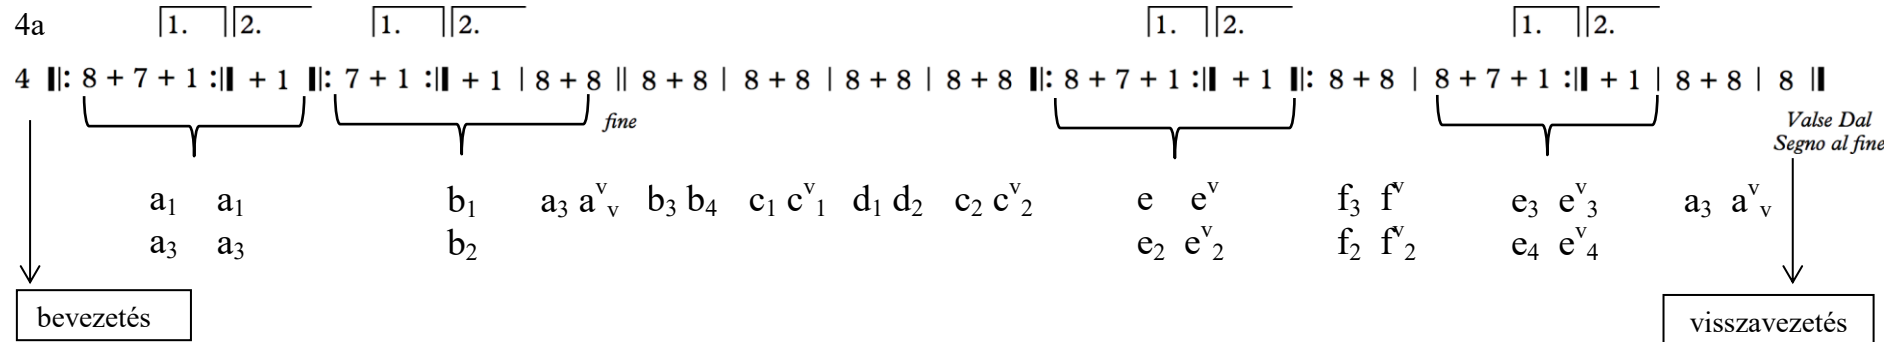 4a 1. 2. 1. 2. 1. 2. 1. 2.
4 𝄆 8 + 7 + 1 :|| + 1 ||: 7 + 1 :|| + 1 | 8 + 8 || 8 + 8 | 8 + 8 | 8 + 8 | 8 + 8 ||: 8 + 7 + 1 :|| + 1 ||: 8 + 8 | 8 + 7 + 1 :|| + 1 | 8 + 8 | 8 ||
fine
Valse Dal
Segno al fine
a₁ a₁ b₁ a₃ aᵛᵥ b₃ b₄ c₁ cᵛ₁ d₁ d₂ c₂ cᵛ₂ e eᵛ f₃ fᵛ e₃ eᵛ₃ a₃ aᵛᵥ
a₃ a₃ b₂ e₂ eᵛ₂ f₂ fᵛ₂ e₄ eᵛ₄
bevezetés
visszavezetés